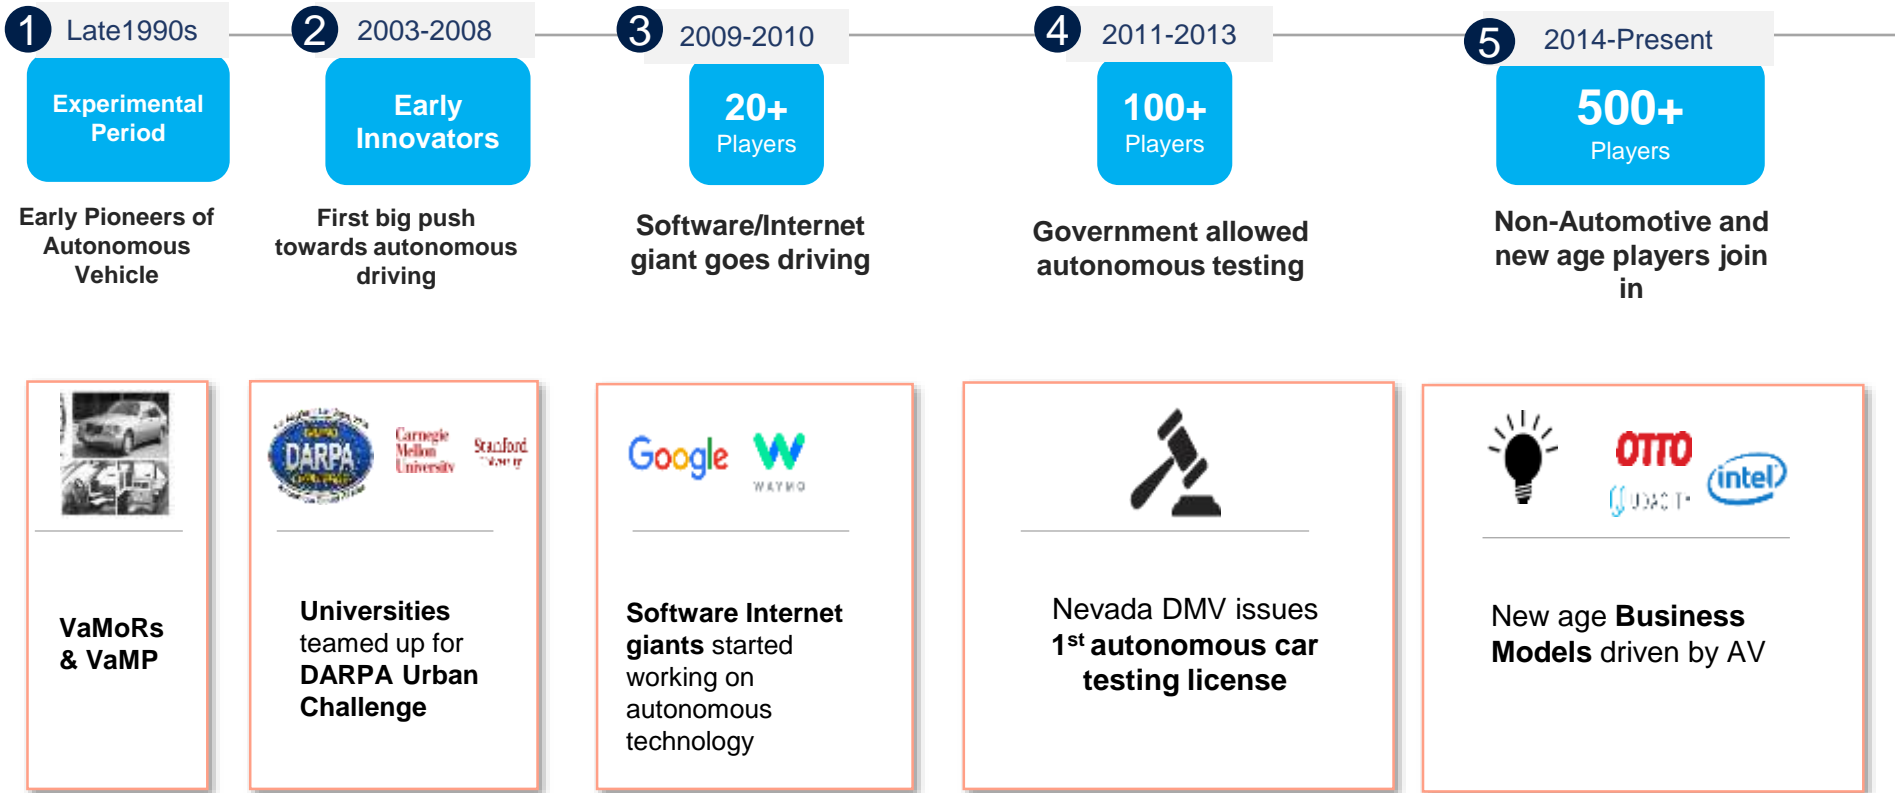 1 Late1990s
2 2003-2008
3 2009-2010
4 2011-2013
5 2014-Present
Experimental
Period
Early
Innovators
20+
Players
100+
Players
500+
Players
Early Pioneers of
Autonomous
Vehicle
First big push
towards autonomous
driving
Software/Internet
giant goes driving
Government allowed
autonomous testing
Non-Automotive and
new age players join
in
DARPA
Carnegie
Mellon
University
Stanford
Google
WAYMO
OTTO
UDACITY
intel
VaMoRs
& VaMP
Universities
teamed up for
DARPA Urban
Challenge
Software Internet
giants started
working on
autonomous
technology
Nevada DMV issues
1st autonomous car
testing license
New age Business
Models driven by AV